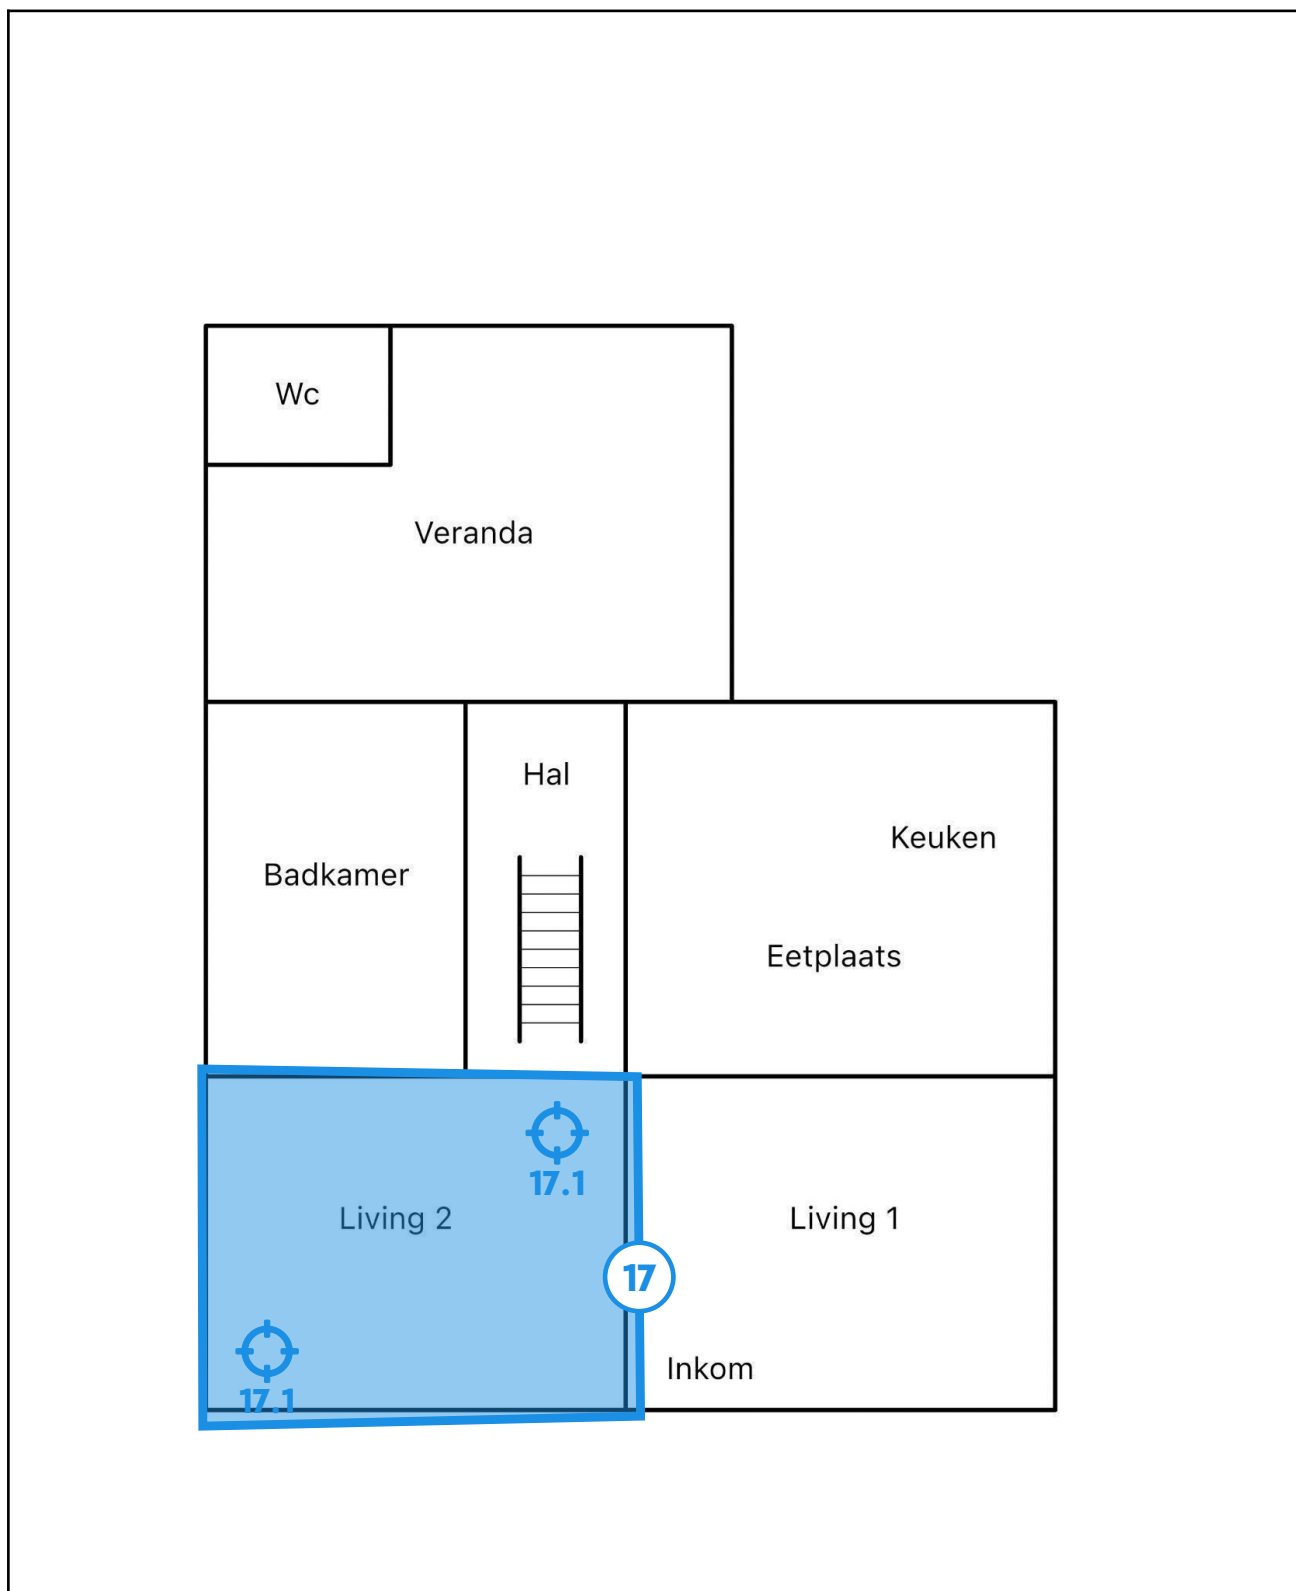 Wc
Veranda
Hal
Keuken
Badkamer
Eetplaats
17.1
Living 2
Living 1
17
Inkom
17.1